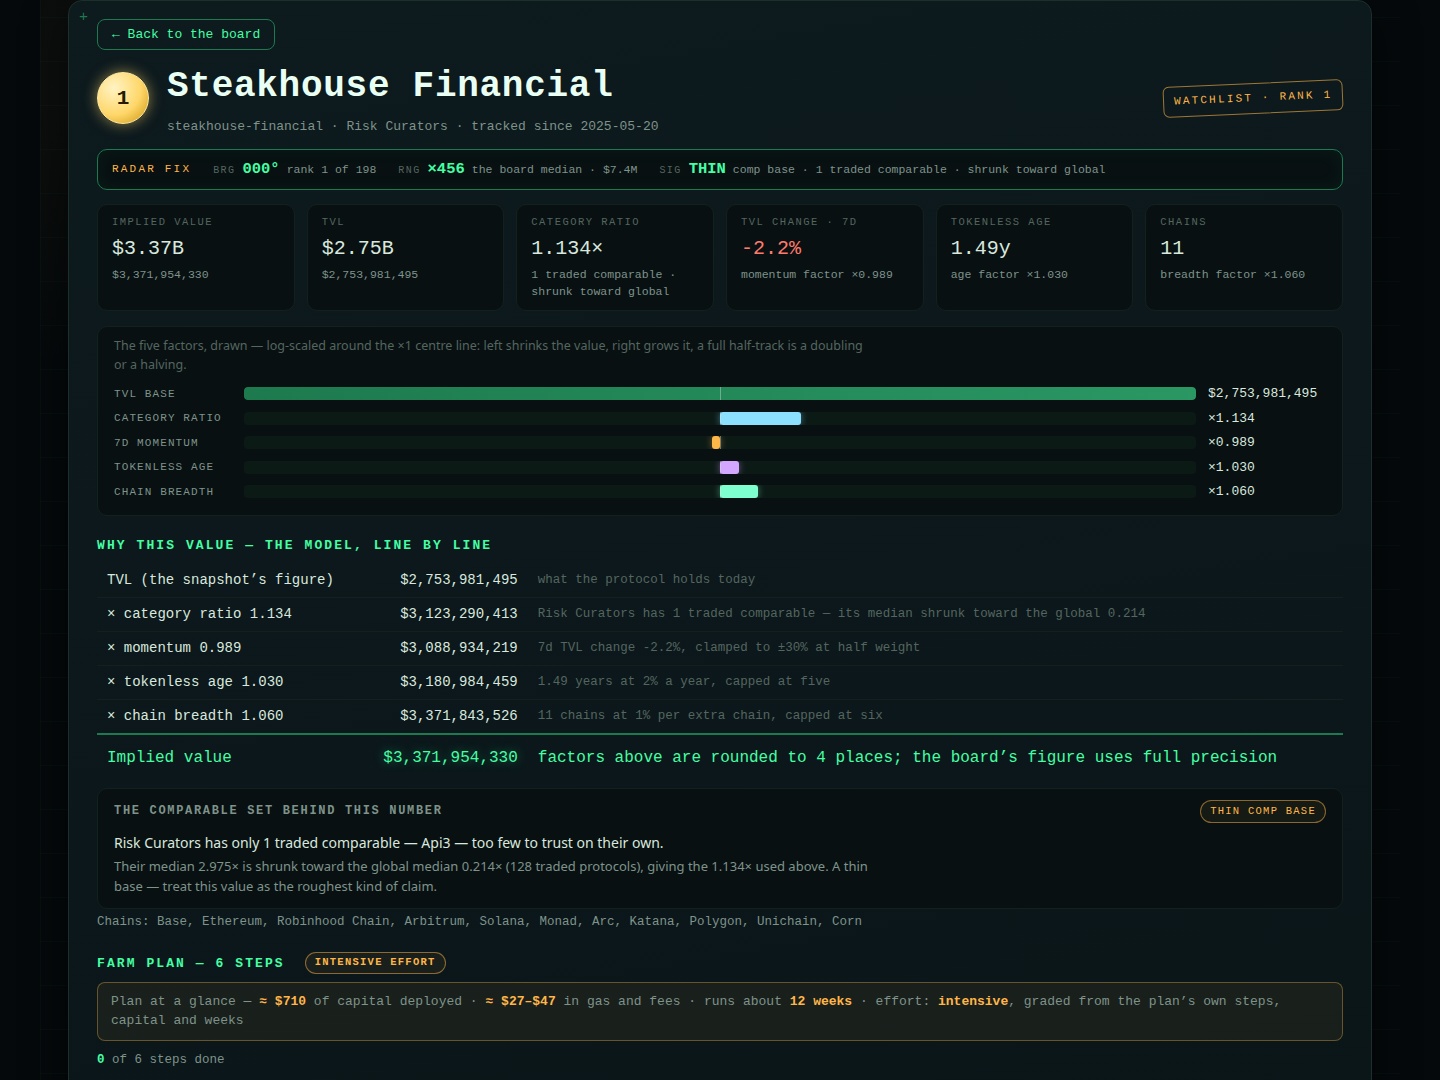 +
← Back to the board
1
Steakhouse Financial
steakhouse-financial · Risk Curators · tracked since 2025-05-20
WATCHLIST · RANK 1
RADAR FIX BRG 000° rank 1 of 198 RNG ×456 the board median · $7.4M SIG THIN comp base · 1 traded comparable · shrunk toward global
IMPLIED VALUE
$3.37B
$3,371,954,330
TVL
$2.75B
$2,753,981,495
CATEGORY RATIO
1.134×
1 traded comparable ·
shrunk toward global
TVL CHANGE · 7D
-2.2%
momentum factor ×0.989
TOKENLESS AGE
1.49y
age factor ×1.030
CHAINS
11
breadth factor ×1.060
The five factors, drawn — log-scaled around the ×1 centre line: left shrinks the value, right grows it, a full half-track is a doubling
or a halving.
TVL BASE $2,753,981,495
CATEGORY RATIO ×1.134
7D MOMENTUM ×0.989
TOKENLESS AGE ×1.030
CHAIN BREADTH ×1.060
WHY THIS VALUE — THE MODEL, LINE BY LINE
TVL (the snapshot’s figure) $2,753,981,495 what the protocol holds today
× category ratio 1.134 $3,123,290,413 Risk Curators has 1 traded comparable — its median shrunk toward the global 0.214
× momentum 0.989 $3,088,934,219 7d TVL change -2.2%, clamped to ±30% at half weight
× tokenless age 1.030 $3,180,984,459 1.49 years at 2% a year, capped at five
× chain breadth 1.060 $3,371,843,526 11 chains at 1% per extra chain, capped at six
Implied value $3,371,954,330 factors above are rounded to 4 places; the board’s figure uses full precision
THE COMPARABLE SET BEHIND THIS NUMBER
THIN COMP BASE
Risk Curators has only 1 traded comparable — Api3 — too few to trust on their own.
Their median 2.975× is shrunk toward the global median 0.214× (128 traded protocols), giving the 1.134× used above. A thin
base — treat this value as the roughest kind of claim.
Chains: Base, Ethereum, Robinhood Chain, Arbitrum, Solana, Monad, Arc, Katana, Polygon, Unichain, Corn
FARM PLAN — 6 STEPS INTENSIVE EFFORT
Plan at a glance — ≈ $710 of capital deployed · ≈ $27–$47 in gas and fees · runs about 12 weeks · effort: intensive, graded from the plan’s own steps,
capital and weeks
0 of 6 steps done